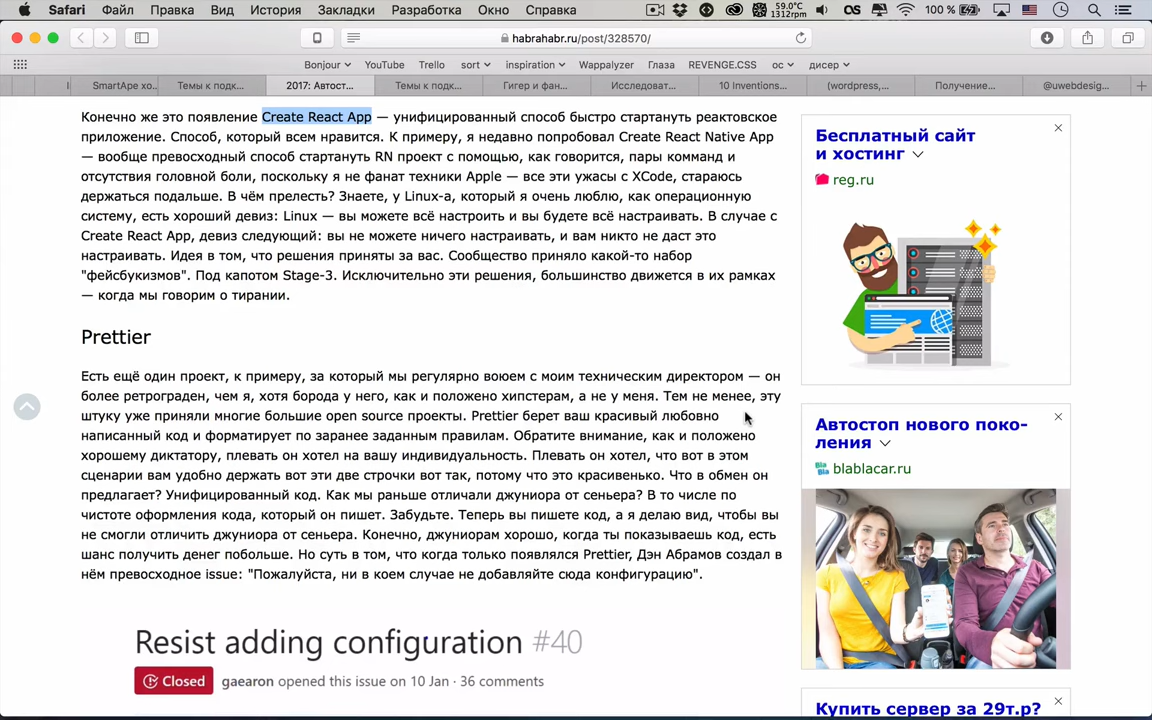 Safari Файл Правка Вид История Закладки Разработка Окно Справка 59.0°C 1312rpm 100 %
habrahabr.ru/post/328570/
Bonjour YouTube Trello sort inspiration Wappalyzer Глаза REVENGE.CSS ос дисер
SmartApe хо... Темы к подк... 2017: Автост... Темы к подк... Гигер и фан... Исследоват... 10 Inventions... (wordpress,... Получение... @uwebdesig...
Конечно же это появление Create React App — унифицированный способ быстро стартануть реактовское
приложение. Способ, который всем нравится. К примеру, я недавно попробовал Create React Native App
— вообще превосходный способ стартануть RN проект с помощью, как говорится, пары комманд и
отсутствия головной боли, поскольку я не фанат техники Apple — все эти ужасы с XCode, стараюсь
держаться подальше. В чём прелесть? Знаете, у Linux-а, который я очень люблю, как операционную
систему, есть хороший девиз: Linux — вы можете всё настроить и вы будете всё настраивать. В случае с
Create React App, девиз следующий: вы не можете ничего настраивать, и вам никто не даст это
настраивать. Идея в том, что решения приняты за вас. Сообщество приняло какой-то набор
"фейсбукизмов". Под капотом Stage-3. Исключительно эти решения, большинство движется в их рамках
— когда мы говорим о тирании.
Prettier
Есть ещё один проект, к примеру, за который мы регулярно воюем с моим техническим директором — он
более ретрограден, чем я, хотя борода у него, как и положено хипстерам, а не у меня. Тем не менее, эту
штуку уже приняли многие большие open source проекты. Prettier берет ваш красивый любовно
написанный код и форматирует по заранее заданным правилам. Обратите внимание, как и положено
хорошему диктатору, плевать он хотел на вашу индивидуальность. Плевать он хотел, что вот в этом
сценарии вам удобно держать вот эти две строчки вот так, потому что это красивенько. Что в обмен он
предлагает? Унифицированный код. Как мы раньше отличали джуниора от сеньера? В то числе по
чистоте оформления кода, который он пишет. Забудьте. Теперь вы пишете код, а я делаю вид, чтобы вы
не смогли отличить джуниора от сеньера. Конечно, джуниорам хорошо, когда ты показываешь код, есть
шанс получить денег побольше. Но суть в том, что когда только появлялся Prettier, Дэн Абрамов создал в
нём превосходное issue: "Пожалуйста, ни в коем случае не добавляйте сюда конфигурацию".
Resist adding configuration #40
Closed gaearon opened this issue on 10 Jan · 36 comments
Бесплатный сайт
и хостинг
reg.ru
Автостоп нового поко-
ления
Bla Bla blablacar.ru
Купить сервер за 29т.р?